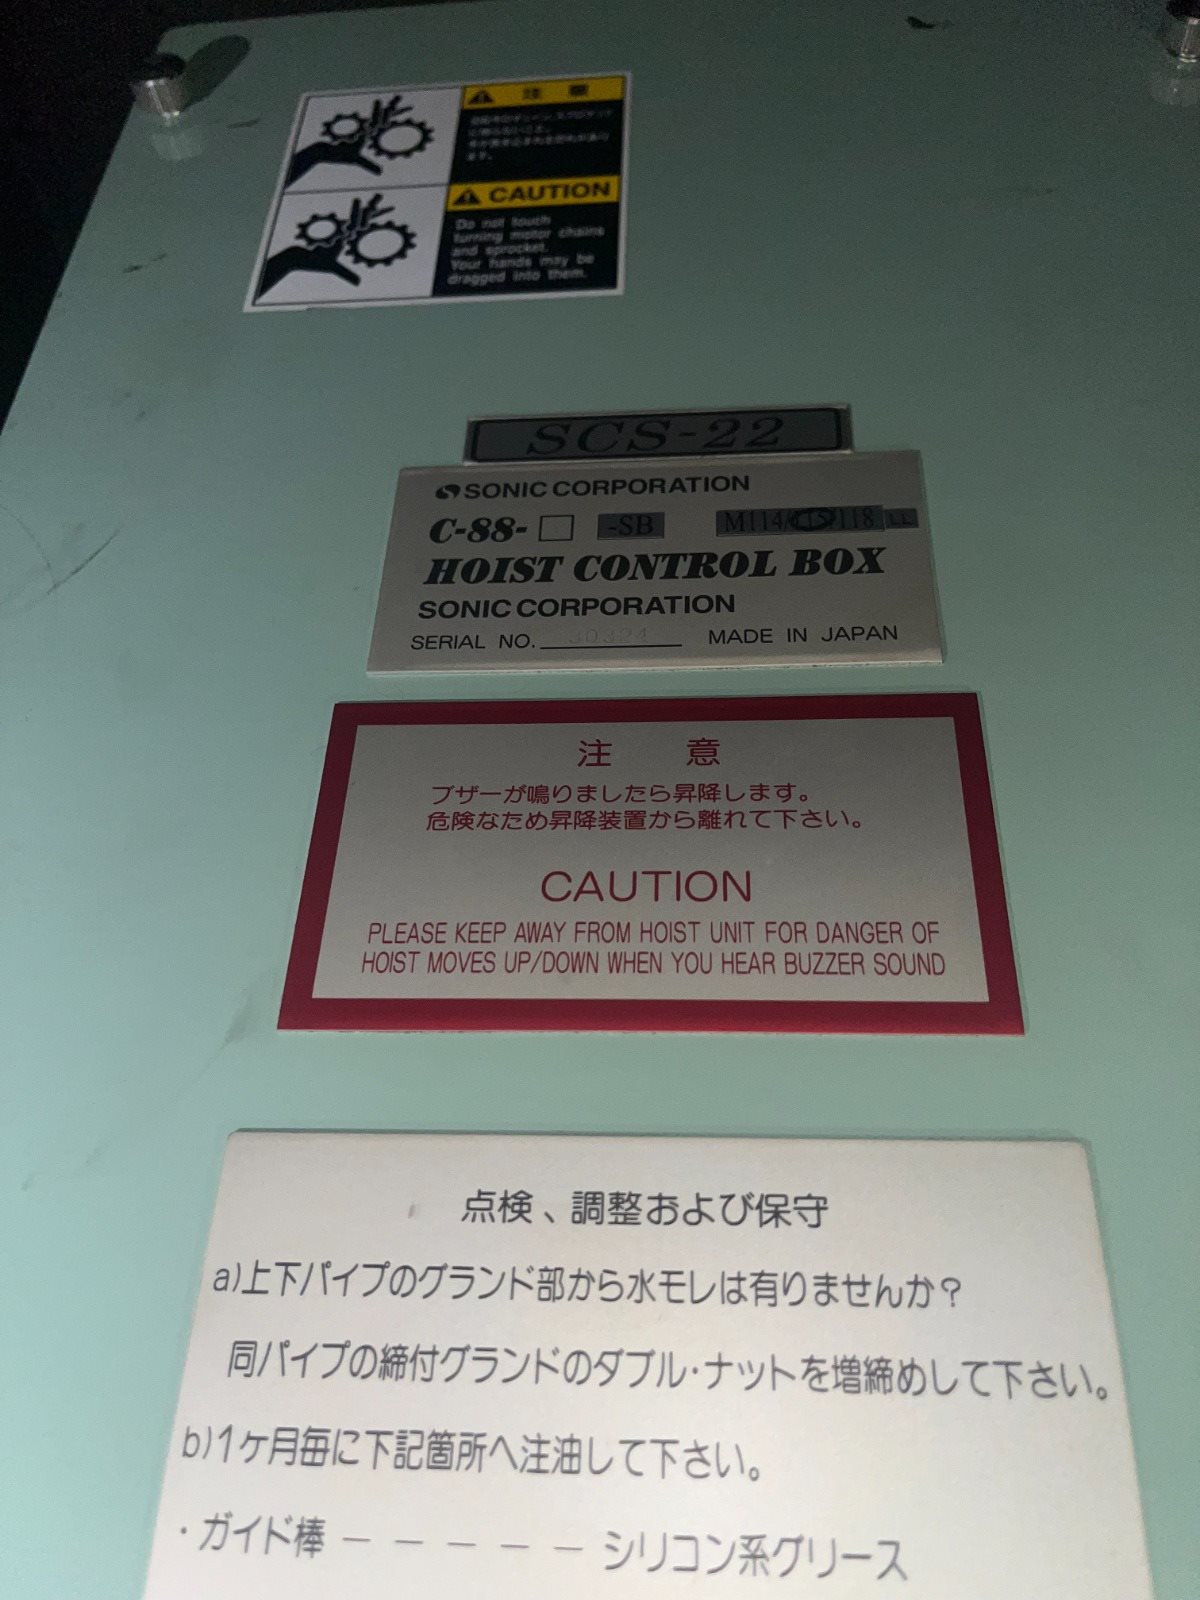 注 意
CAUTION
Do not touch
turning motor chains
and sprocket.
Your hands may be
dragged into them.
SCS-22
SONIC CORPORATION
C-88-□ -SB M114/115/118 LL
HOIST CONTROL BOX
SONIC CORPORATION
SERIAL NO. 30324 MADE IN JAPAN
注 意
ブザーが鳴りましたら昇降します。
危険なため昇降装置から離れて下さい。
CAUTION
PLEASE KEEP AWAY FROM HOIST UNIT FOR DANGER OF
HOIST MOVES UP/DOWN WHEN YOU HEAR BUZZER SOUND
点検、調整および保守
a)上下パイプのグランド部から水モレは有りませんか?
同パイプの締付グランドのダブル・ナットを増締めして下さい。
b)1ヶ月毎に下記箇所へ注油して下さい。
・ガイド棒－－－－－シリコン系グリース